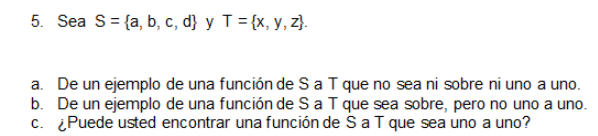 5. Sea S = {a, b, c, d} y T = {x, y, z}.
a. De un ejemplo de una función de S a T que no sea ni sobre ni uno a uno.
b. De un ejemplo de una función de S a T que sea sobre, pero no uno a uno.
c. ¿Puede usted encontrar una función de S a T que sea uno a uno?